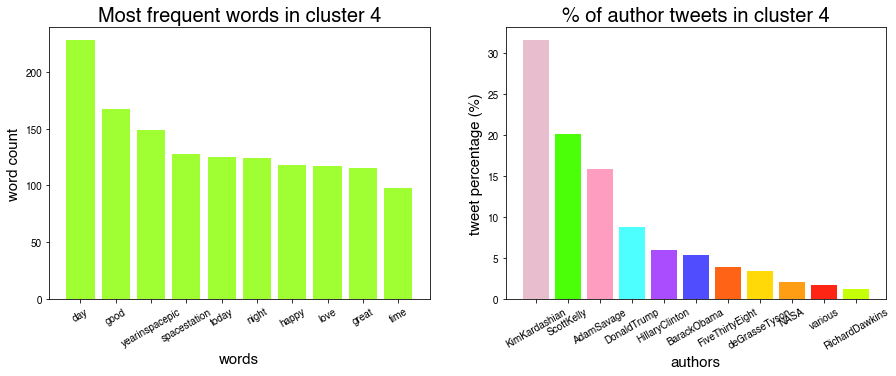 Most frequent words in cluster 4
word count
200
150
100
50
0
day
good
yearinspacepic
spacestation
today
night
happy
love
great
time
words
% of author tweets in cluster 4
tweet percentage (%)
30
25
20
15
10
5
0
KimKardashian
ScottKelly
AdamSavage
DonaldTrump
HillaryClinton
BarackObama
FiveThirtyEight
deGrasseTyson
NASA
various
RichardDawkins
authors